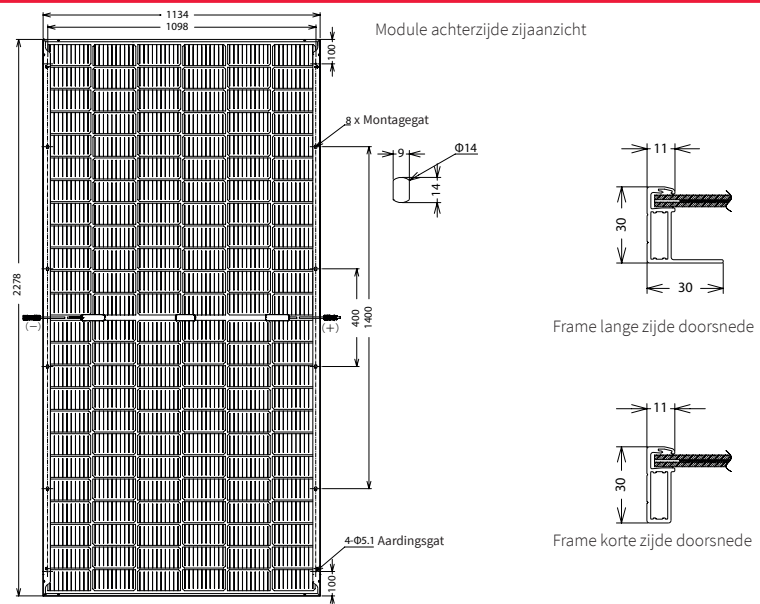 1134
1098
Module achterzijde zijaanzicht
100
8 x Montagegat
9
Φ14
14
11
30
30
Frame lange zijde doorsnede
2278
(−)
(+)
400
1400
11
30
Frame korte zijde doorsnede
4-Φ5.1 Aardingsgat
100